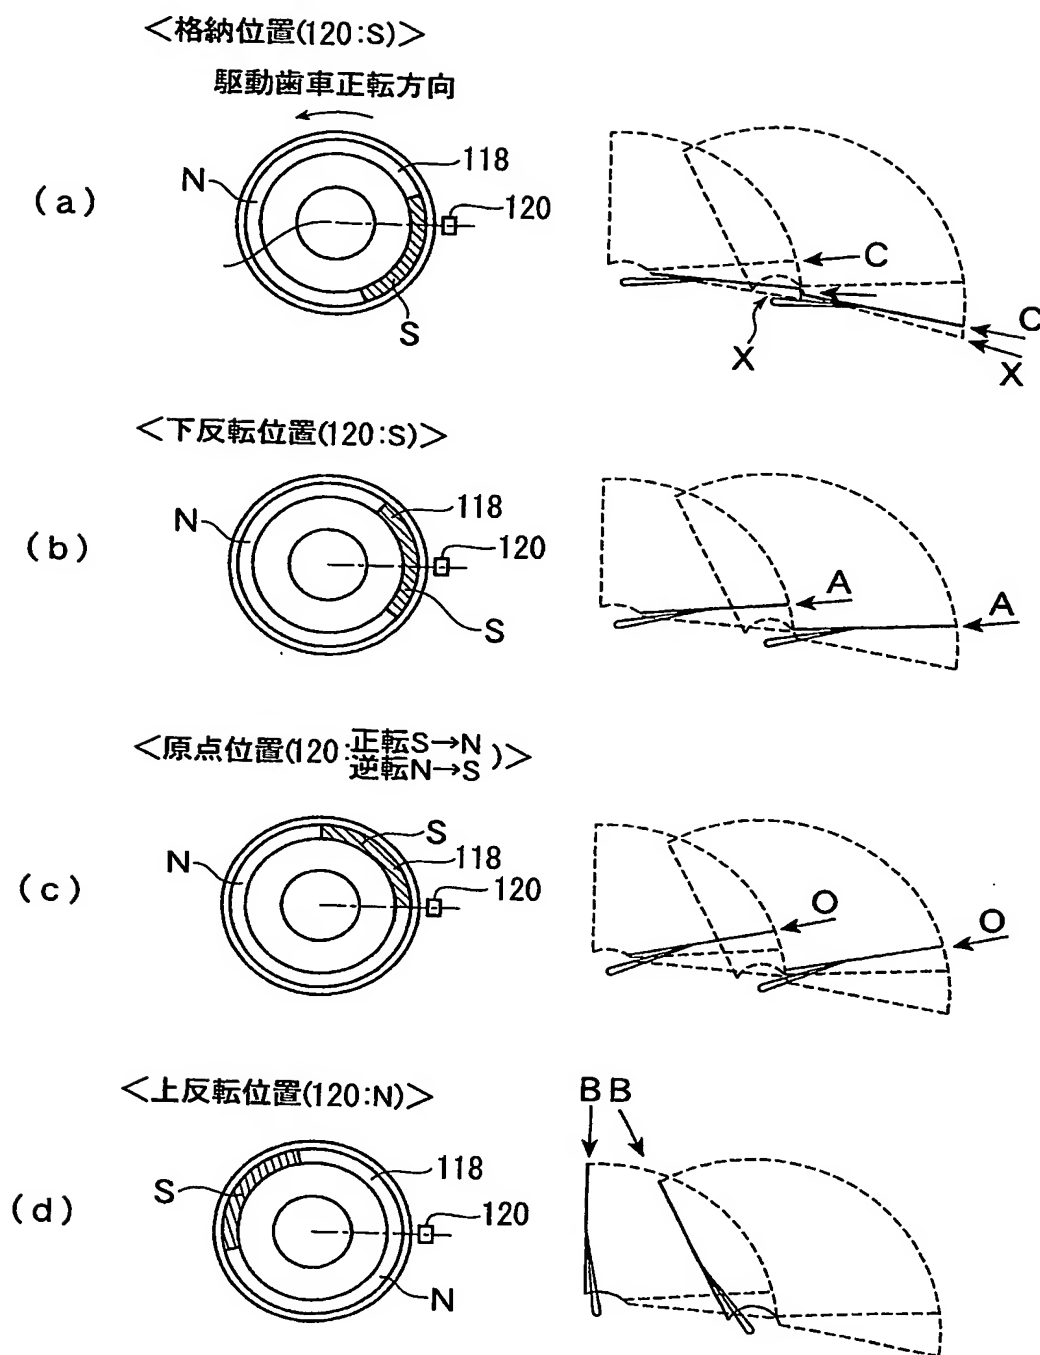 <格納位置(120:S)>
駆動歯車正転方向
(a)
N
118
120
S
C
X
C
X
<下反転位置(120:S)>
(b)
N
118
120
S
A
A
<原点位置(120:正転S→N
逆転N→S)>
(c)
N
S
118
120
O
O
<上反転位置(120:N)>
(d)
S
118
120
N
B B